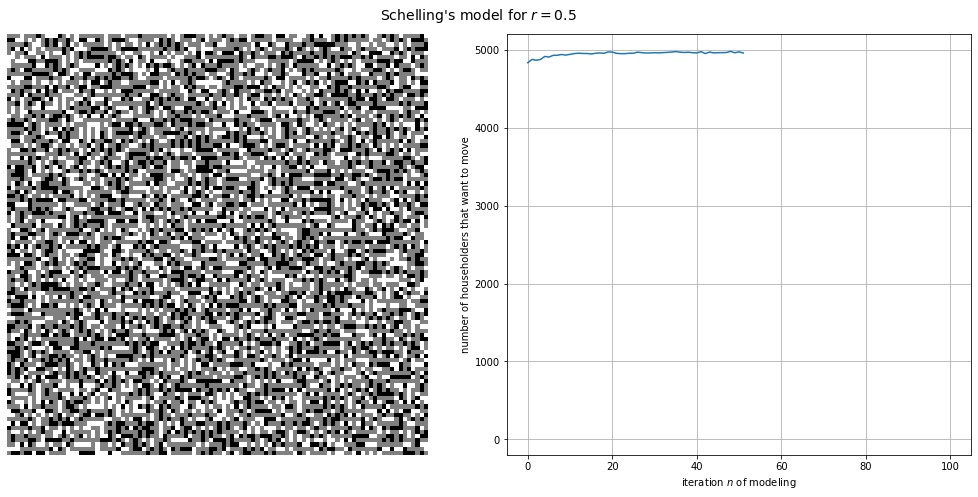 Schelling's model for r = 0.5
number of householders that want to move
5000
4000
3000
2000
1000
0
0 20 40 60 80 100
iteration n of modeling